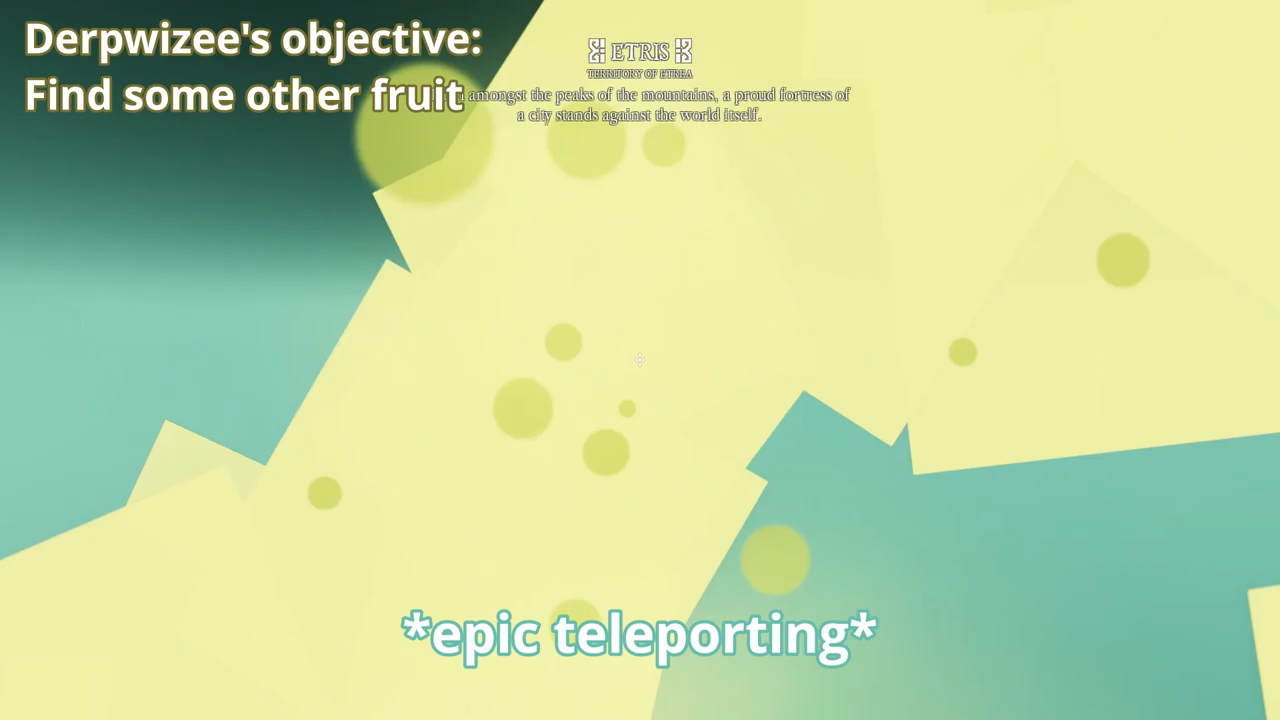 Derpwizee's objective:
Find some other fruit
ETRIS
TERRITORY OF ETREA
amongst the peaks of the mountains, a proud fortress of
a city stands against the world itself.
*epic teleporting*